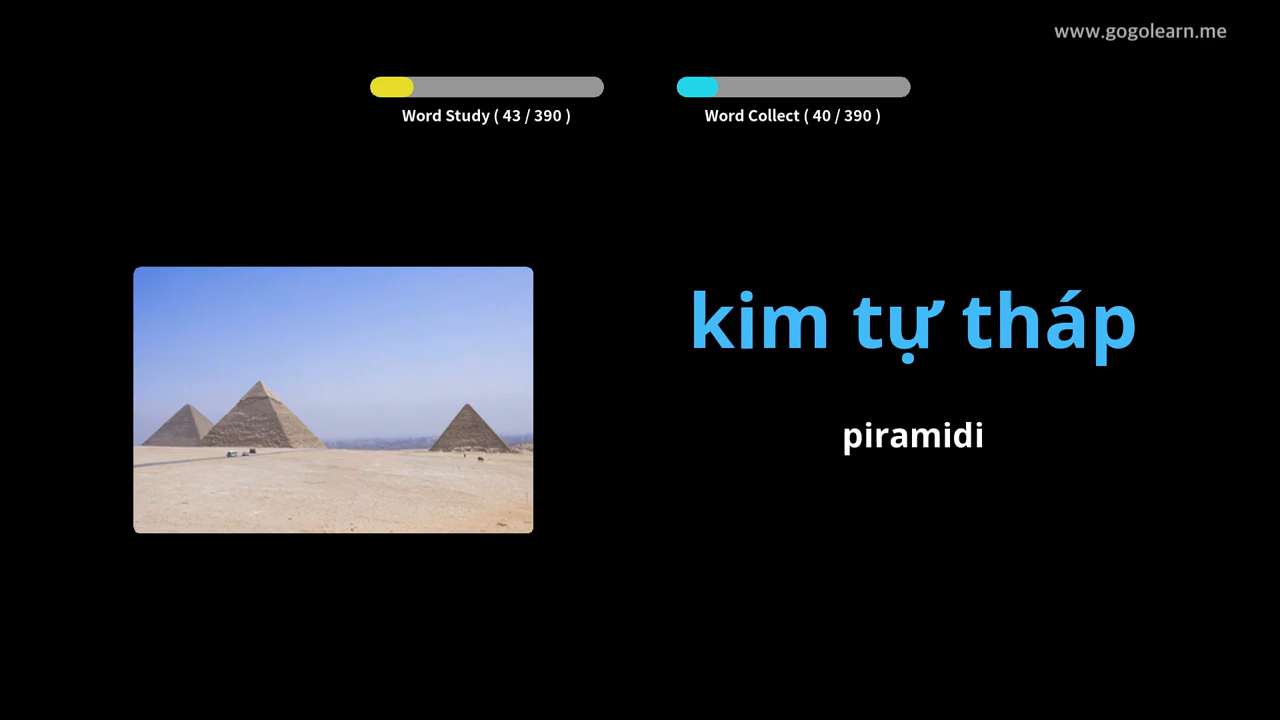 www.gogolearn.me
Word Study ( 43 / 390 )
Word Collect ( 40 / 390 )
kim tự tháp
piramidi